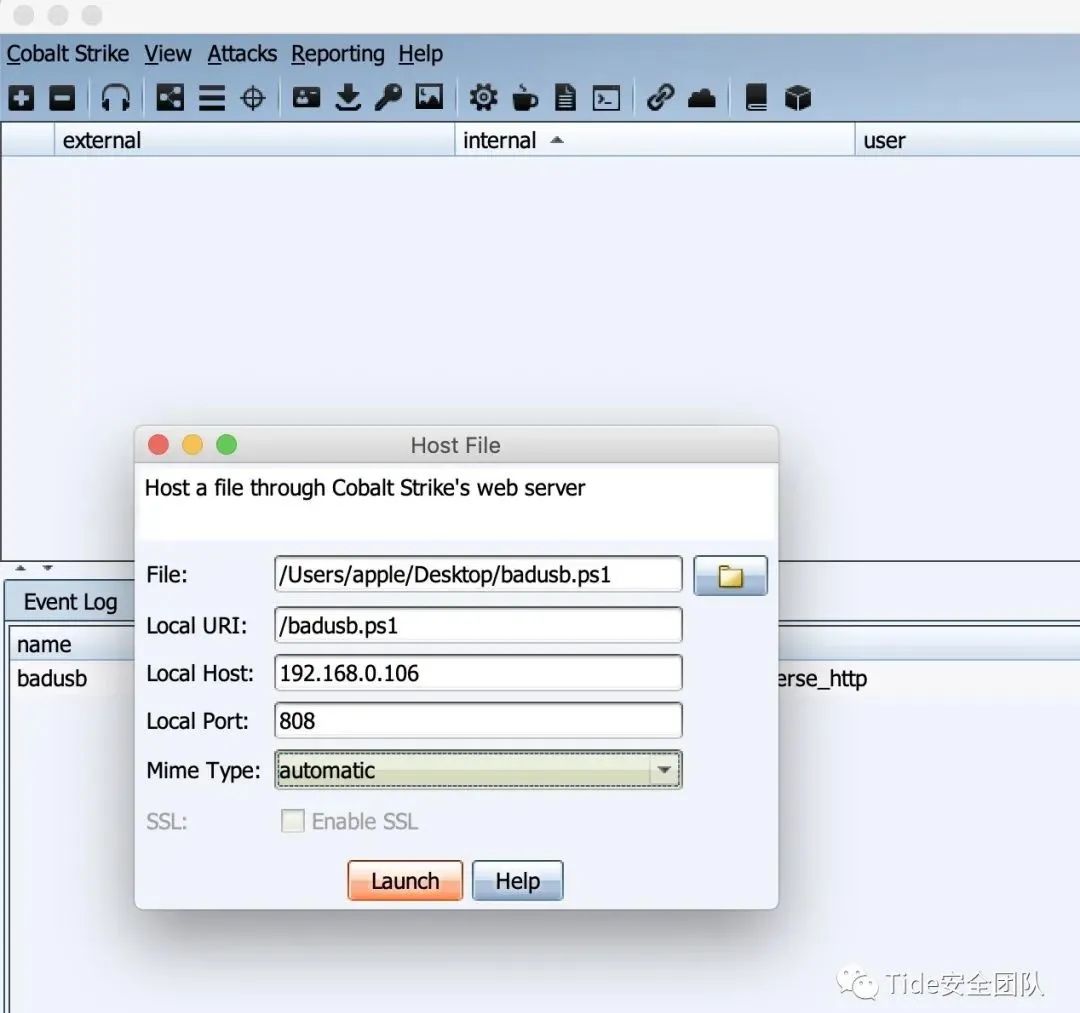 Cobalt Strike View Attacks Reporting Help
external internal user
Host File
Host a file through Cobalt Strike's web server
File: /Users/apple/Desktop/badusb.ps1
Local URI: /badusb.ps1
Local Host: 192.168.0.106
Local Port: 808
Mime Type: automatic
SSL: Enable SSL
Launch Help
Event Log
name
badusb erse_http
Tide安全团队